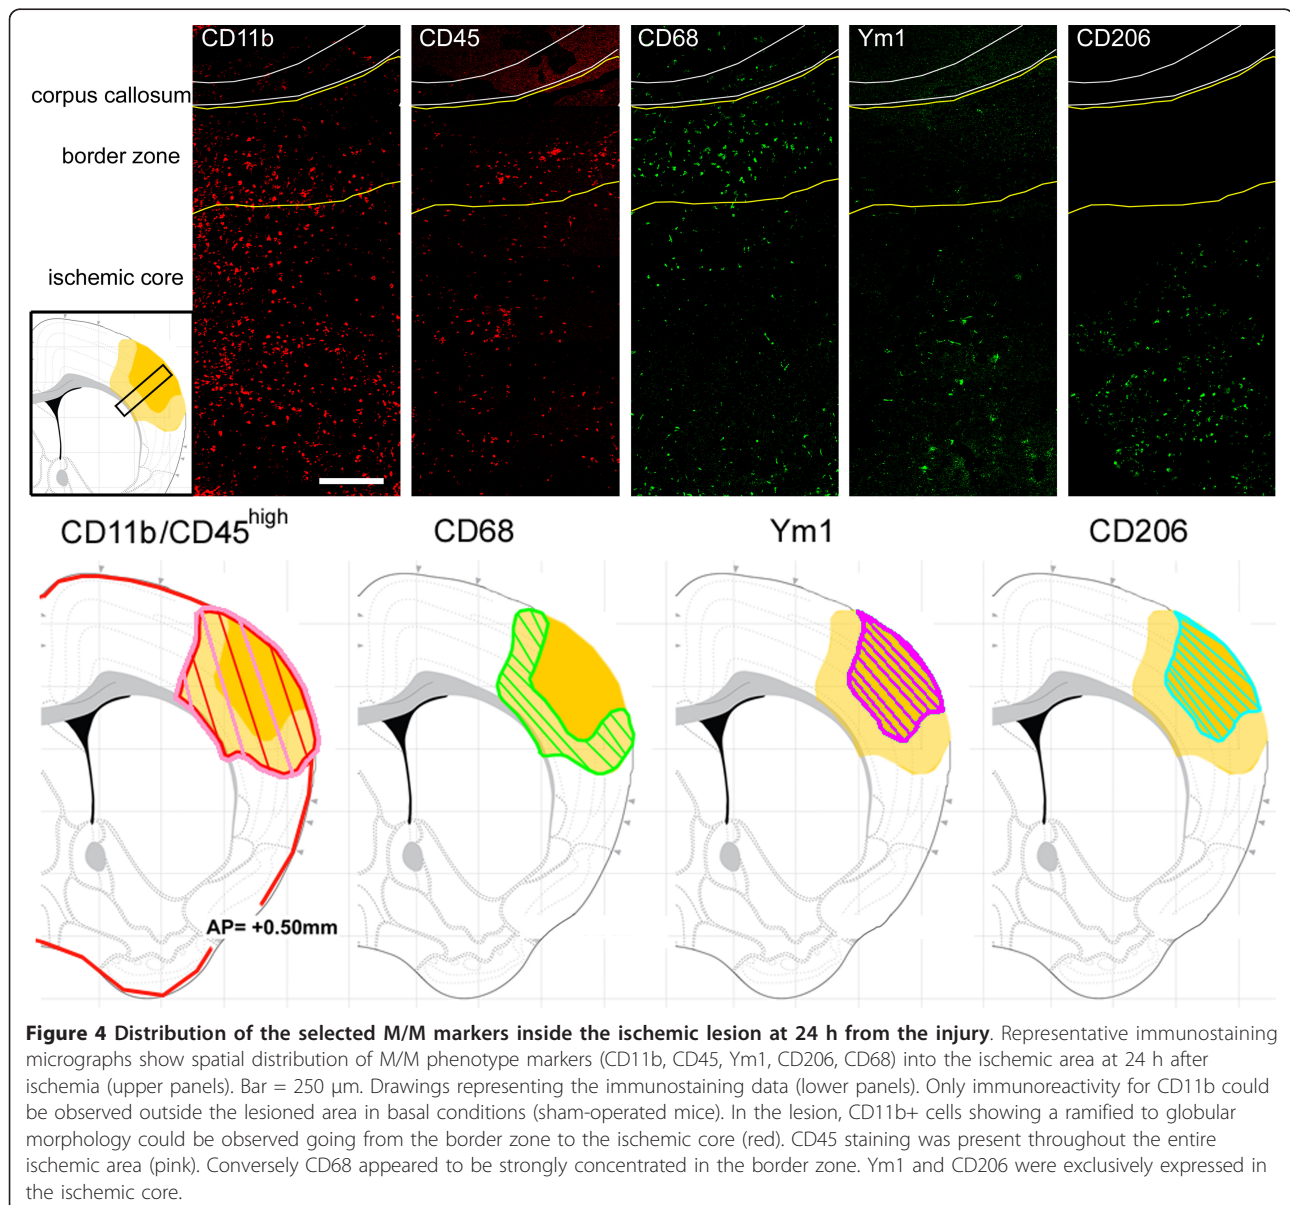 CD11b CD45 CD68 Ym1 CD206
corpus callosum
border zone
ischemic core
CD11b/CD45high CD68 Ym1 CD206
AP= +0.50mm
Figure 4 Distribution of the selected M/M markers inside the ischemic lesion at 24 h from the injury. Representative immunostaining
micrographs show spatial distribution of M/M phenotype markers (CD11b, CD45, Ym1, CD206, CD68) into the ischemic area at 24 h after
ischemia (upper panels). Bar = 250 μm. Drawings representing the immunostaining data (lower panels). Only immunoreactivity for CD11b could
be observed outside the lesioned area in basal conditions (sham-operated mice). In the lesion, CD11b+ cells showing a ramified to globular
morphology could be observed going from the border zone to the ischemic core (red). CD45 staining was present throughout the entire
ischemic area (pink). Conversely CD68 appeared to be strongly concentrated in the border zone. Ym1 and CD206 were exclusively expressed in
the ischemic core.